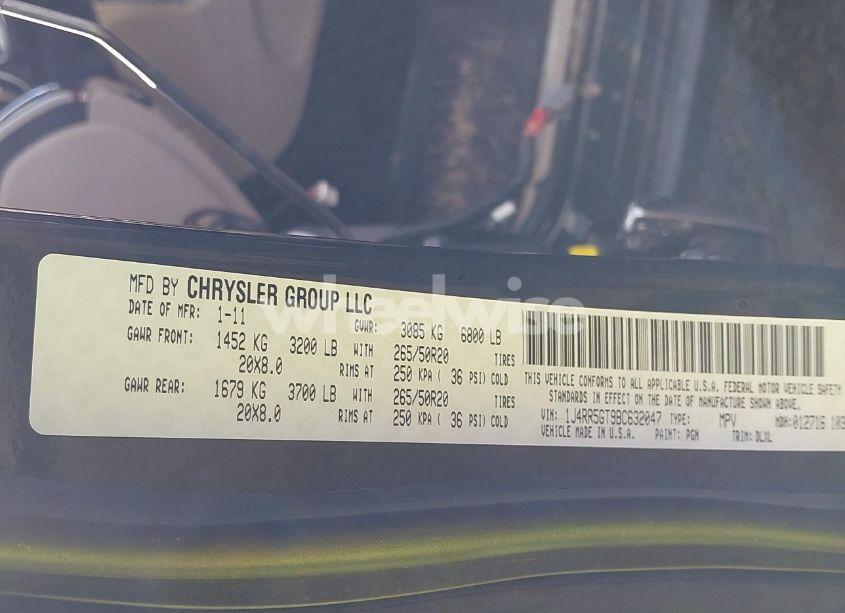 MFD BY CHRYSLER GROUP LLC
DATE OF MFR: 1-11 GVWR: 3085 KG 6800 LB
GAWR FRONT: 1452 KG 3200 LB WITH 265/50R20 TIRES
20X8.0 RIMS AT 250 KPA ( 36 PSI) COLD
GAWR REAR: 1679 KG 3700 LB WITH 265/50R20 TIRES
20X8.0 RIMS AT 250 KPA ( 36 PSI) COLD
THIS VEHICLE CONFORMS TO ALL APPLICABLE U.S.A. FEDERAL MOTOR VEHICLE SAFETY
STANDARDS IN EFFECT ON THE DATE OF MANUFACTURE SHOWN ABOVE.
VIN: 1J4RR5GT9BC632047 TYPE: MPV MDH:012716 103
VEHICLE MADE IN U.S.A. PAINT: PGN TRIM: DLXL
wheelwise